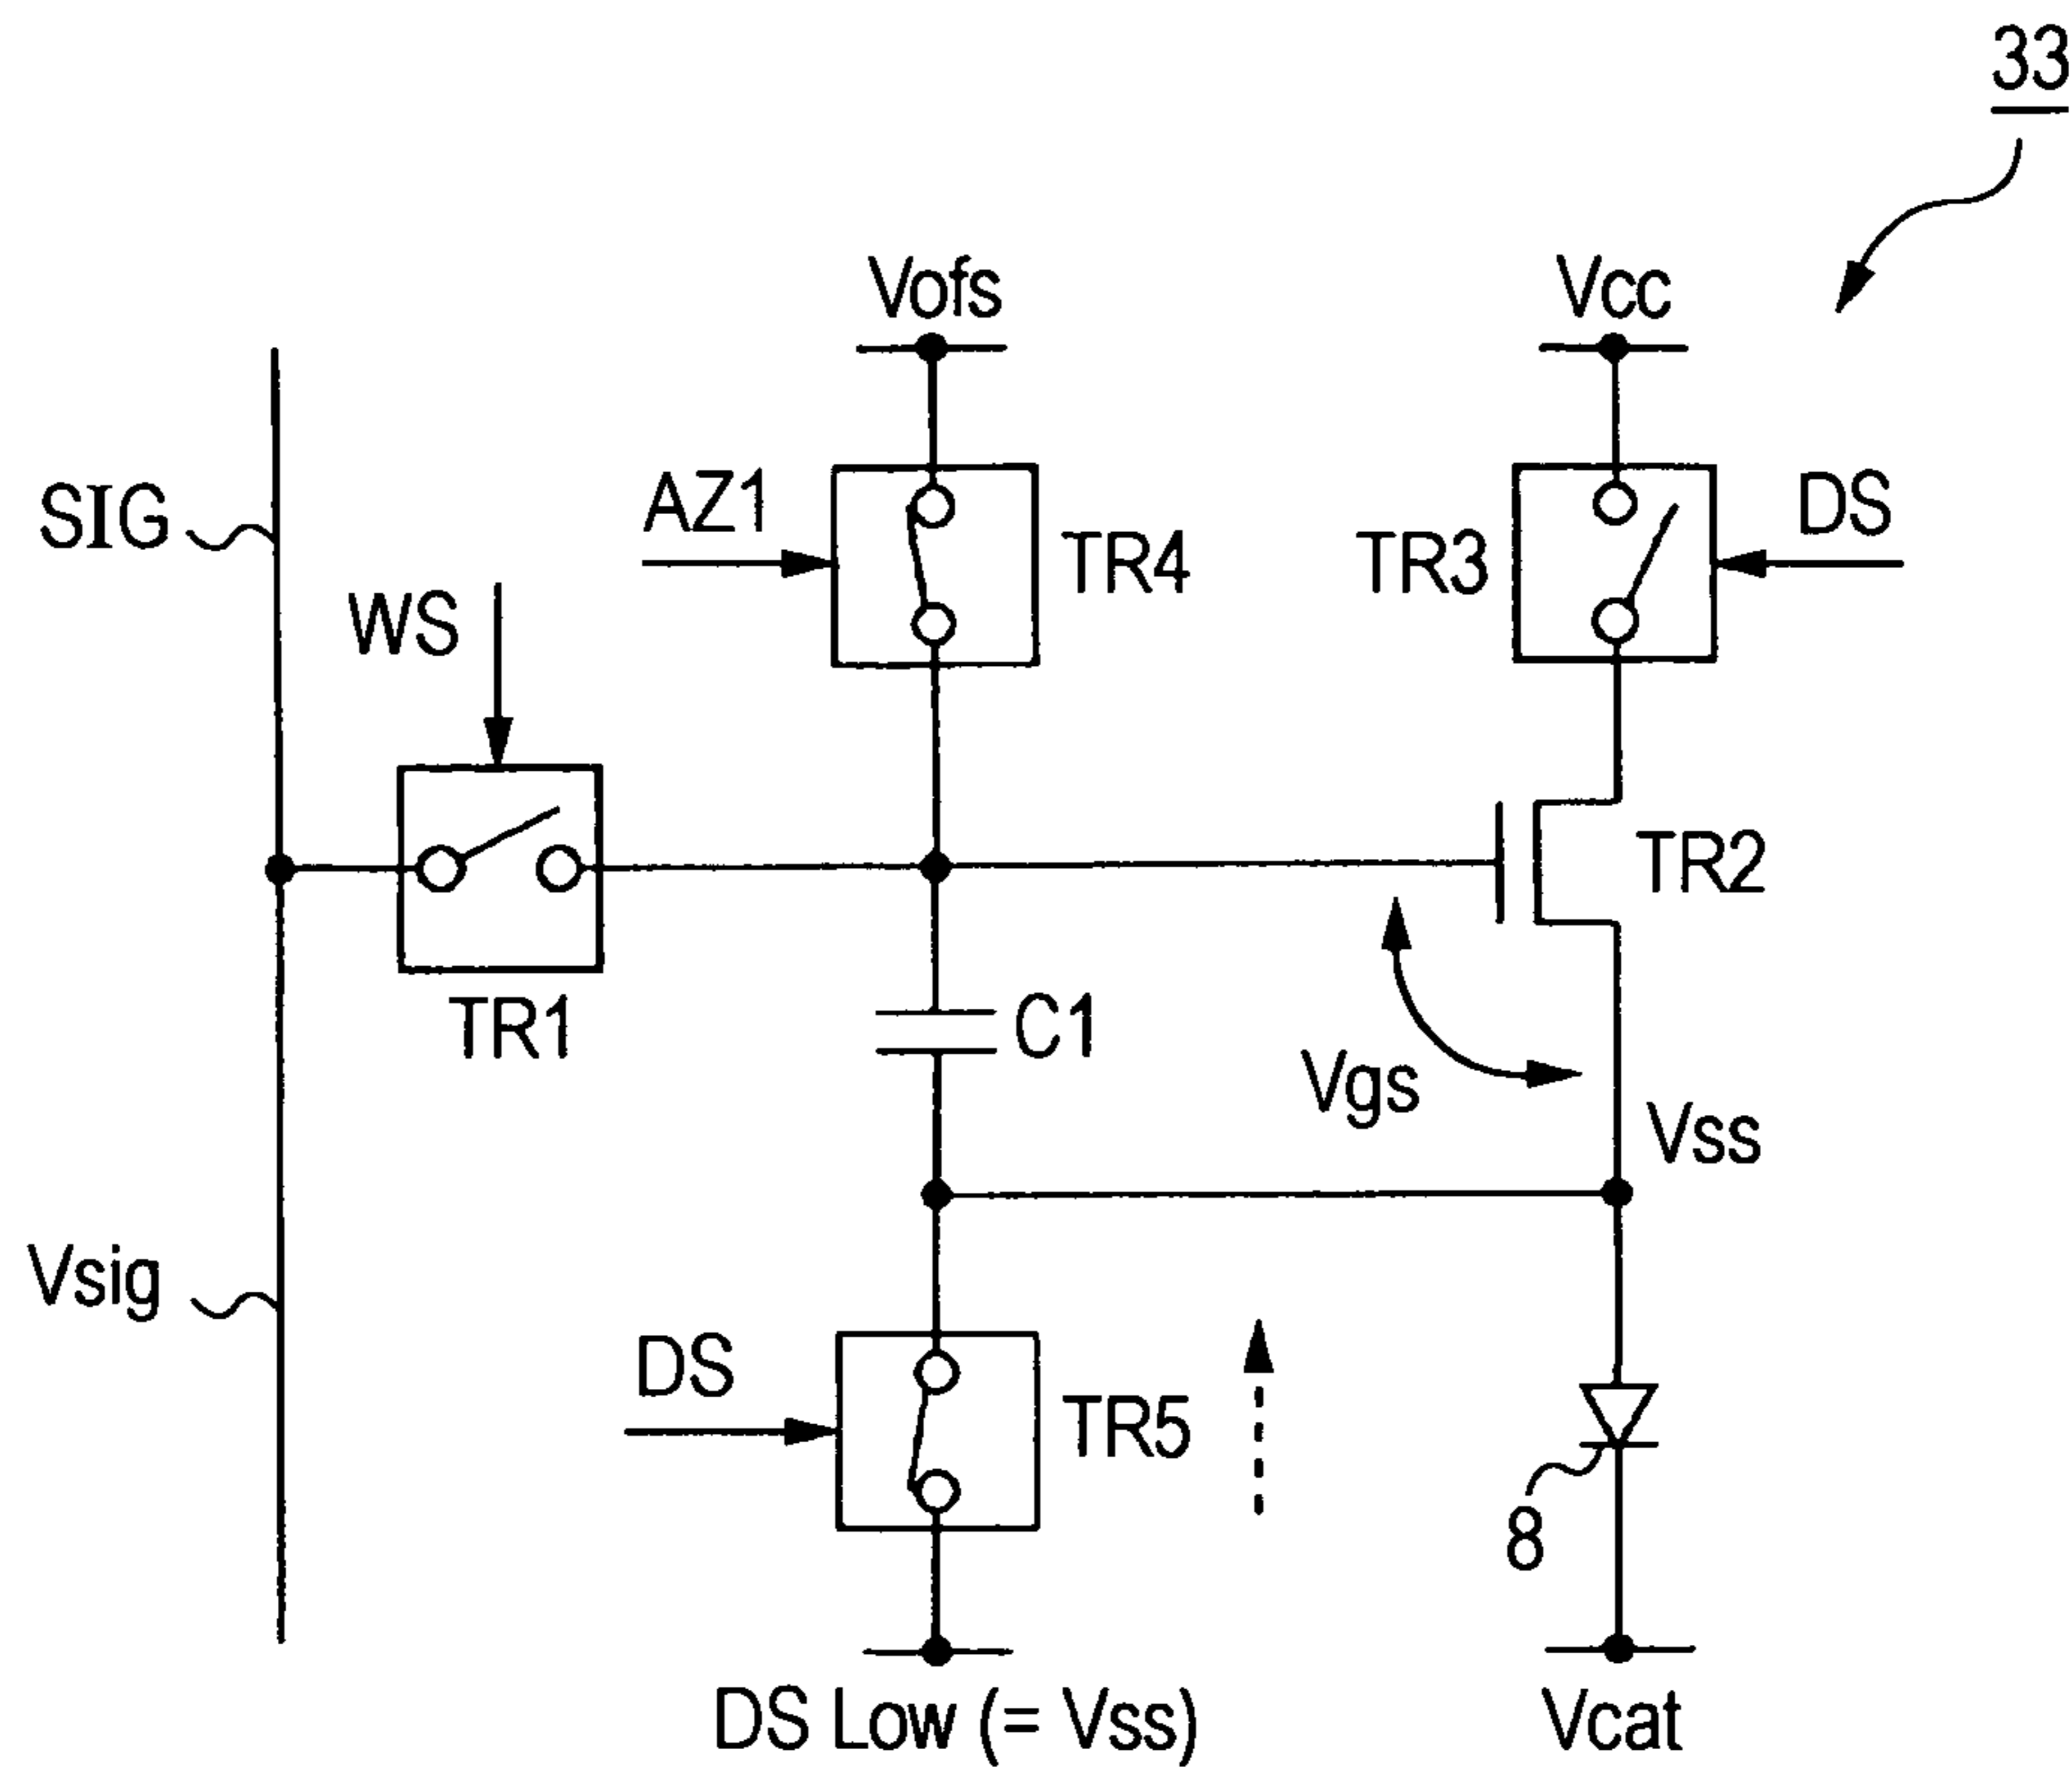 33
Vofs
Vcc
SIG
AZ1
TR4
TR3
DS
WS
TR2
TR1
C1
Vgs
Vss
Vsig
DS
TR5
8
DS Low (= Vss)
Vcat